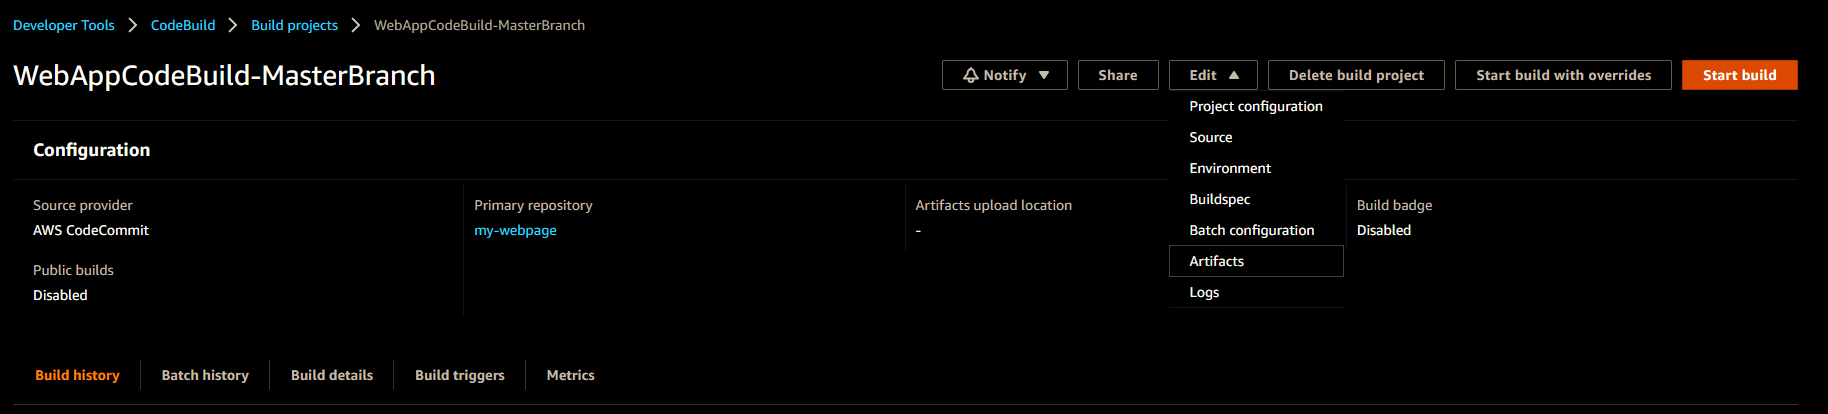 Developer Tools > CodeBuild > Build projects > WebAppCodeBuild-MasterBranch
WebAppCodeBuild-MasterBranch
Notify
Share
Edit
Delete build project
Start build with overrides
Start build
Project configuration
Source
Environment
Buildspec
Batch configuration
Artifacts
Logs
Configuration
Source provider
AWS CodeCommit
Primary repository
my-webpage
Artifacts upload location
-
Build badge
Disabled
Public builds
Disabled
Build history
Batch history
Build details
Build triggers
Metrics